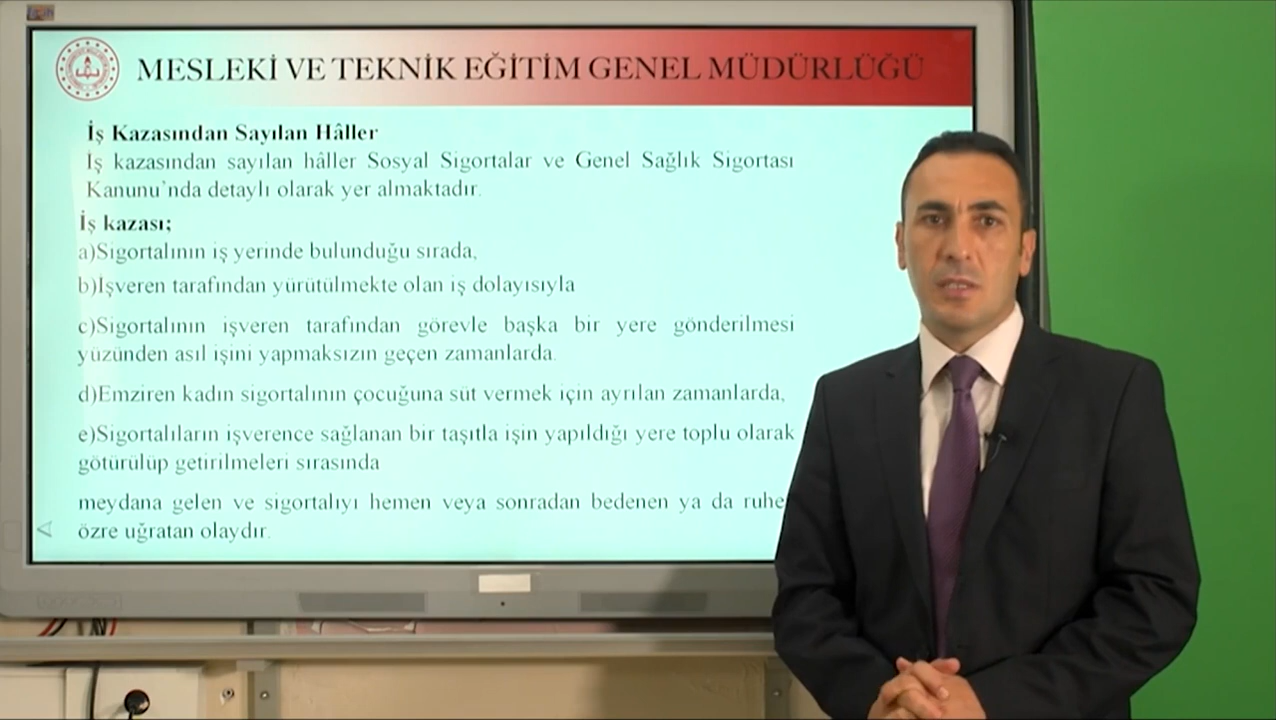 MESLEKİ VE TEKNİK EĞİTİM GENEL MÜDÜRLÜĞÜ
İş Kazasından Sayılan Hâller
İş kazasından sayılan hâller Sosyal Sigortalar ve Genel Sağlık Sigortası
Kanunu'nda detaylı olarak yer almaktadır.
İş kazası;
a)Sigortalının iş yerinde bulunduğu sırada,
b)İşveren tarafından yürütülmekte olan iş dolayısıyla
c)Sigortalının işveren tarafından görevle başka bir yere gönderilmesi
yüzünden asıl işini yapmaksızın geçen zamanlarda.
d)Emziren kadın sigortalının çocuğuna süt vermek için ayrılan zamanlarda,
e)Sigortalıların işverence sağlanan bir taşıtla işin yapıldığı yere toplu olarak
götürülüp getirilmeleri sırasında
meydana gelen ve sigortalıyı hemen veya sonradan bedenen ya da ruhe
özre uğratan olaydır.